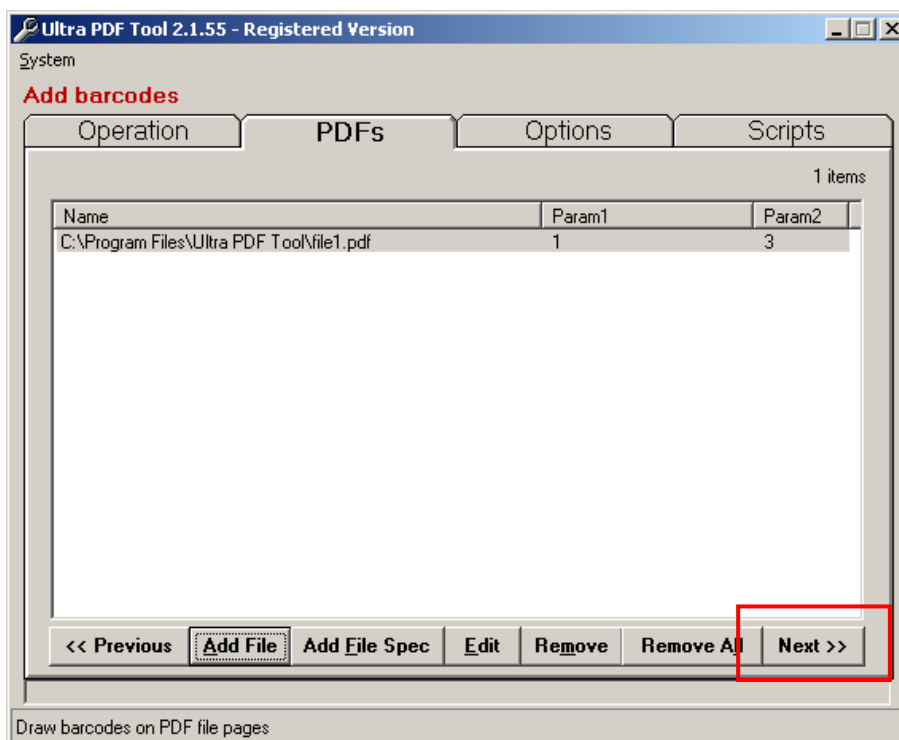 Ultra PDF Tool 2.1.55 - Registered Version
System
Add barcodes
Operation PDFs Options Scripts
1 items
Name Param1 Param2
C:\Program Files\Ultra PDF Tool\file1.pdf 1 3
<< Previous Add File Add File Spec Edit Remove Remove All Next >>
Draw barcodes on PDF file pages